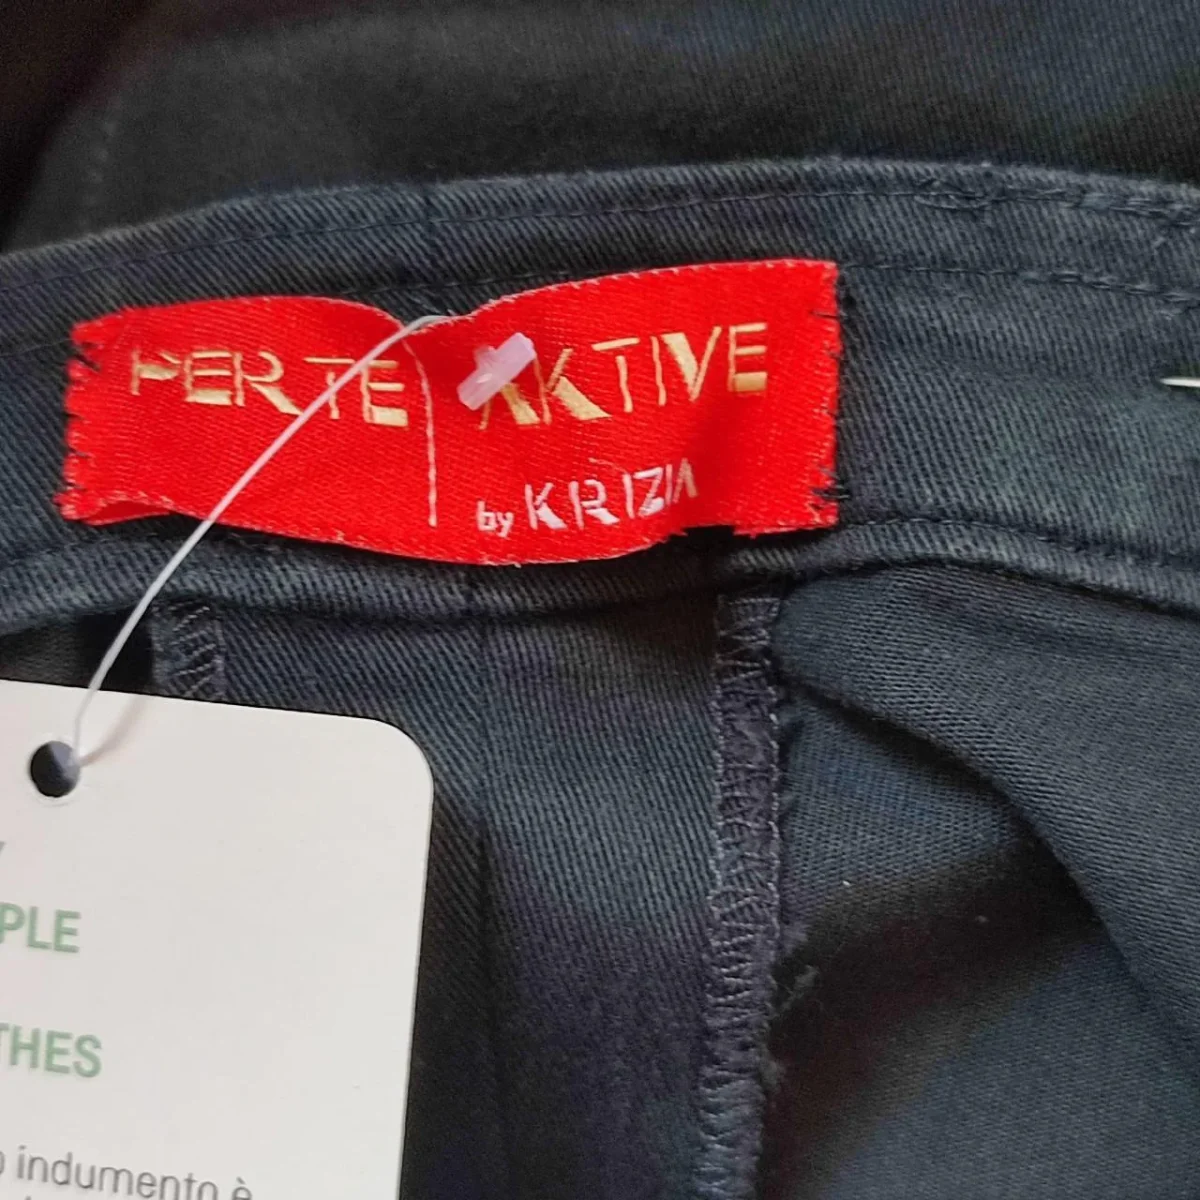 PER TE AKTIVE
by KRIZIA
PLE
THES
indumento è